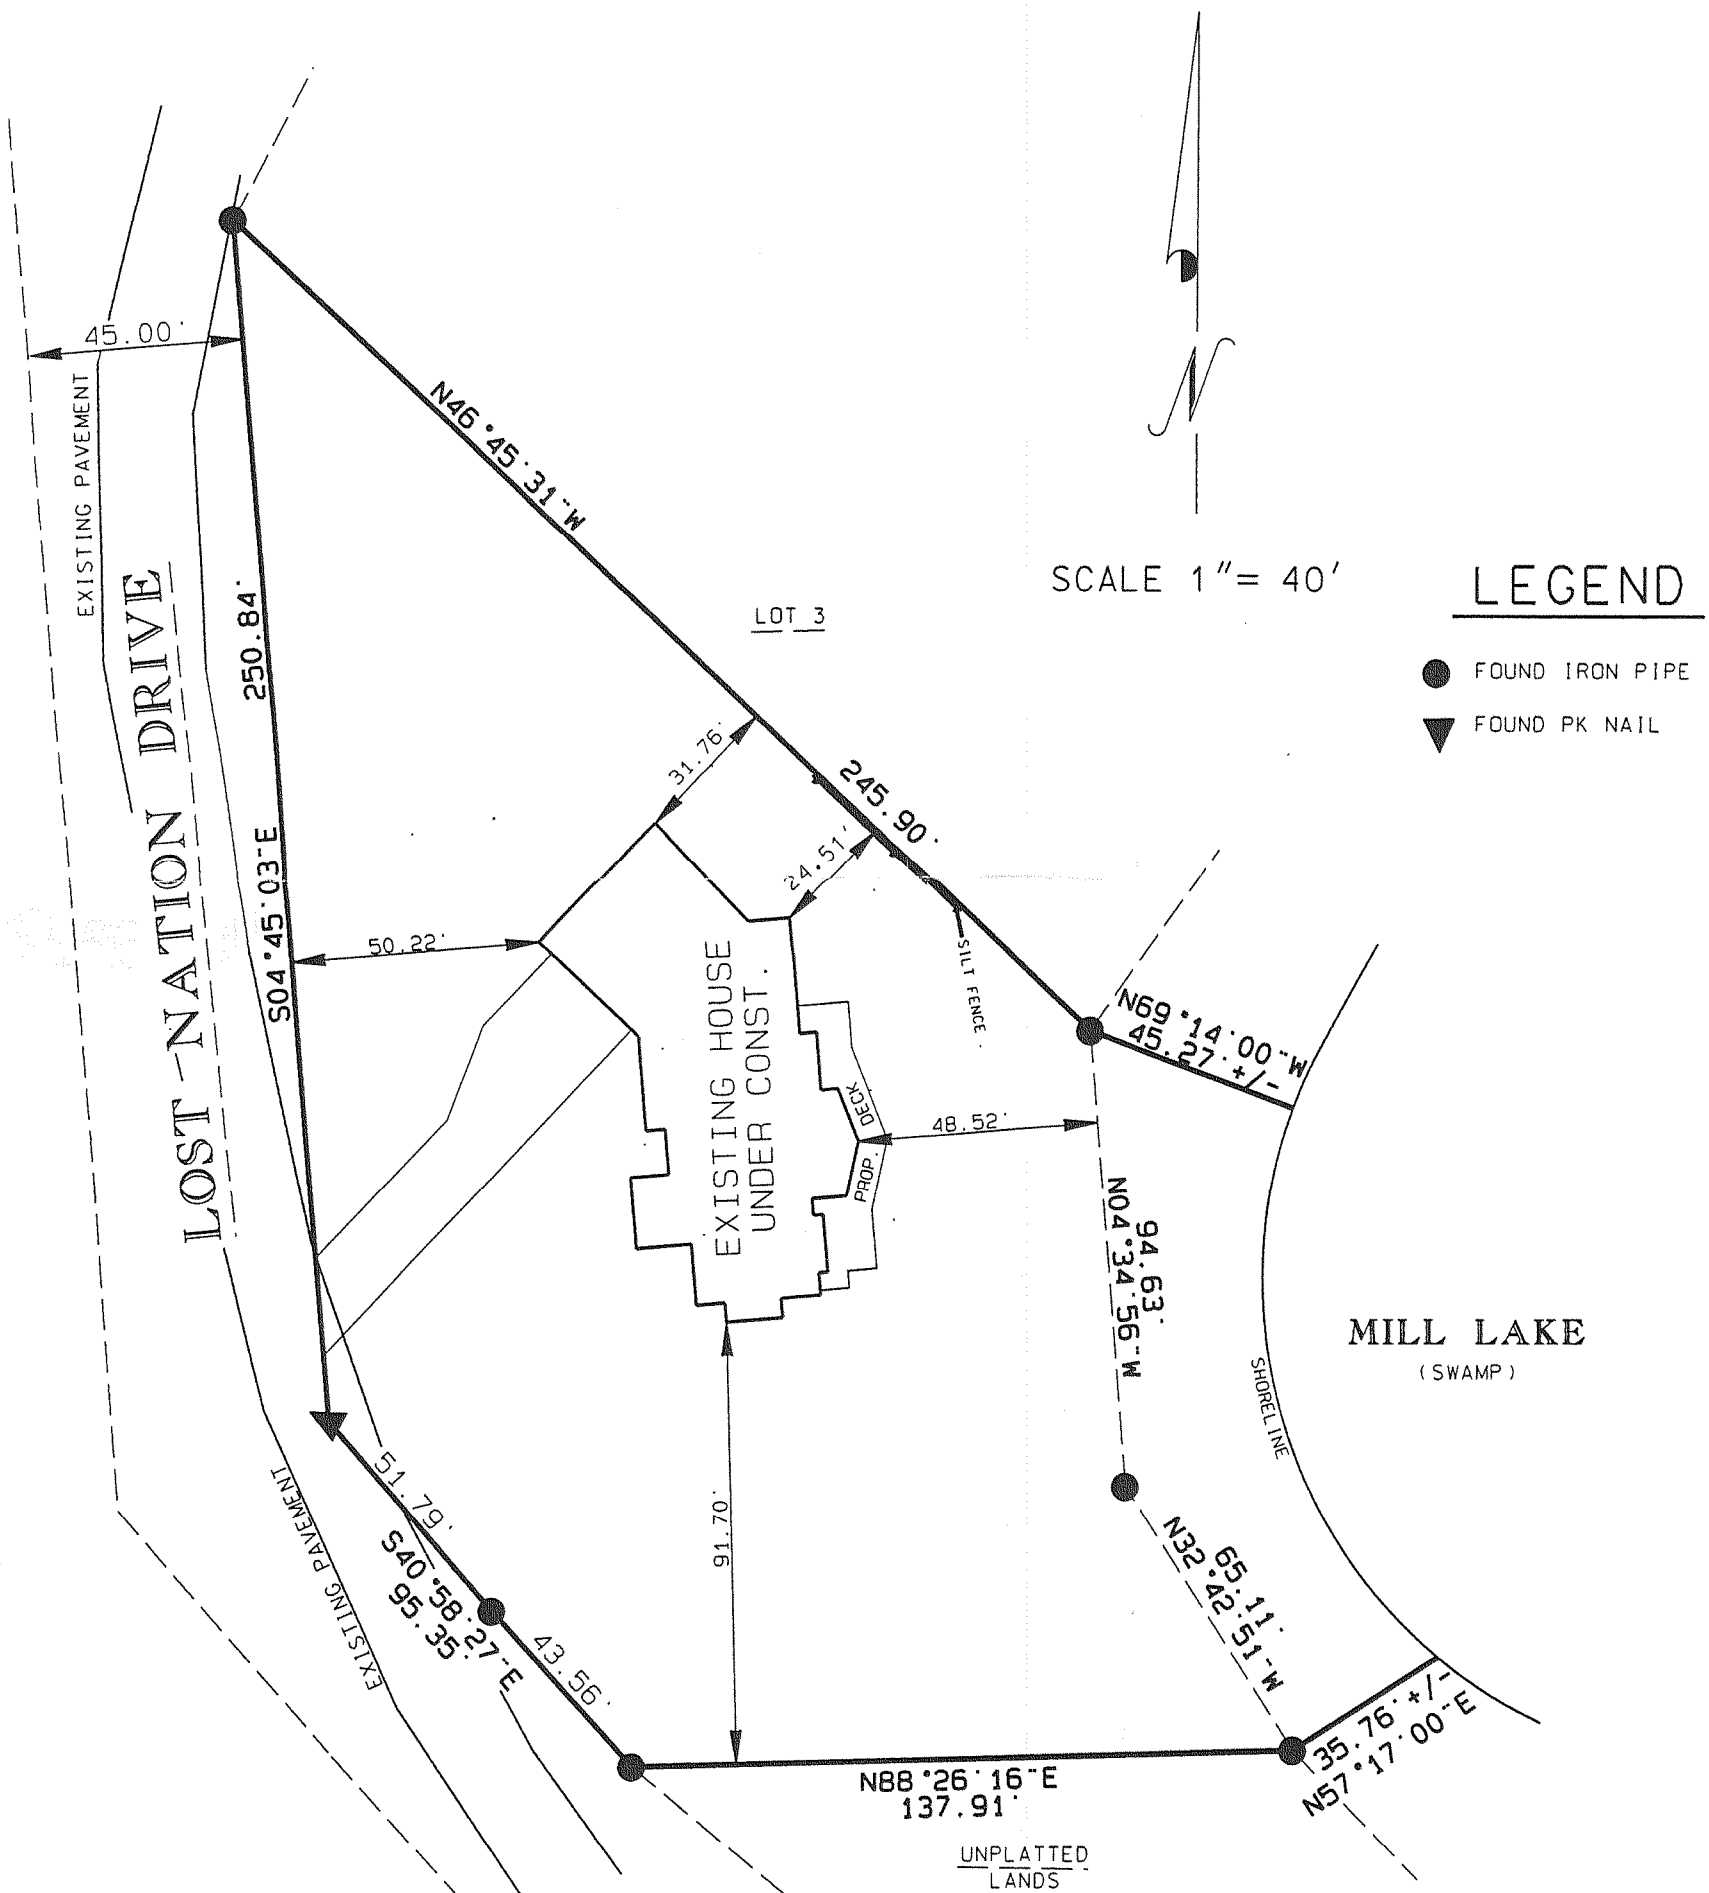 45.00'
EXISTING PAVEMENT
N46°45'31"W
SCALE 1"= 40'
LEGEND
FOUND IRON PIPE
FOUND PK NAIL
LOT 3
250.84'
S04°45'03"E
LOST NATION DRIVE
31.76'
245.90'
24.51'
50.22'
SILT FENCE
EXISTING HOUSE
UNDER CONST.
N69°14'00"W
45.27' +/-
DECK
PROP.
48.52'
94.63'
N04°34'56"W
MILL LAKE
(SWAMP)
SHORELINE
91.70'
51.79'
S40°58'27"E
95.35'
43.56'
EXISTING PAVEMENT
65.11'
N32°42'51"W
35.76' +/-
N57°17'00"E
N88°26'16"E
137.91'
UNPLATTED
LANDS